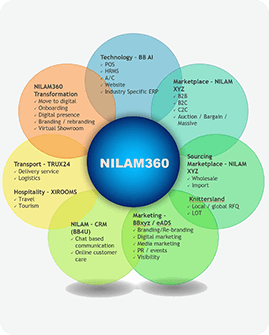 Technology - BB AI
✓ POS
✓ HRMS
✓ A/C
✓ Website
✓ Industry Specific ERP
Marketplace - NILAM
XYZ
✓ B2B
✓ B2C
✓ C2C
✓ Auction / Bargain /
Massive
Sourcing
Marketplace - NILAM
XYZ
✓ Wholesale
✓ Import
Knittersland
✓ Local / global RFQ
✓ LOT
Marketing -
BBxyz / eADS
✓ Branding/Re-branding
✓ Digital marketing
✓ Media marketing
✓ PR / events
✓ Visibility
NILAM - CRM
(BB4U)
✓ Chat based
communication
✓ Online customer
care
Transport - TRUX24
✓ Delivery service
✓ Logistics
Hospitality - XIROOMS
✓ Travel
✓ Tourism
NILAM360
Transformation
✓ Move to digital
✓ Onboarding
✓ Digital presence
✓ Branding / rebranding
✓ Virtual Showroom
NILAM360